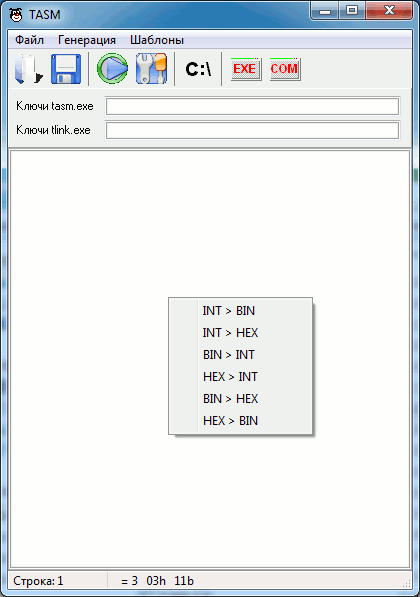 TASM
Файл Генерация Шаблоны
C:\ EXE COM
Ключи tasm.exe
Ключи tlink.exe
INT > BIN
INT > HEX
BIN > INT
HEX > INT
BIN > HEX
HEX > BIN
Строка: 1 = 3 03h 11b